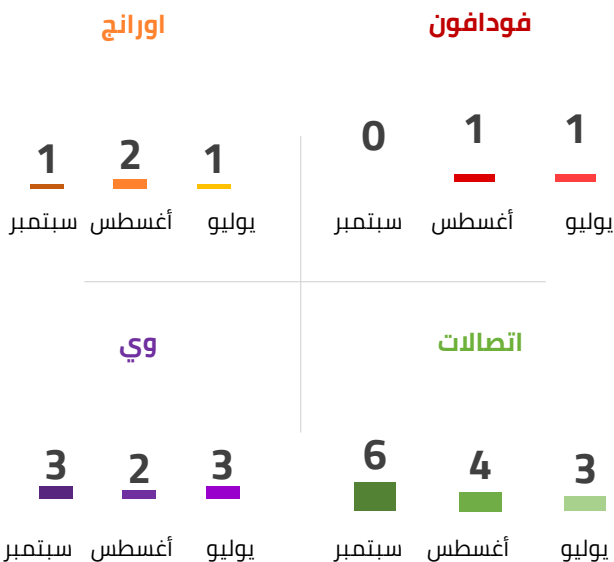 فودافون
1
1
0
يوليو
أغسطس
سبتمبر
اورانج
1
2
1
يوليو
أغسطس
سبتمبر
اتصالات
3
4
6
يوليو
أغسطس
سبتمبر
وي
3
2
3
يوليو
أغسطس
سبتمبر